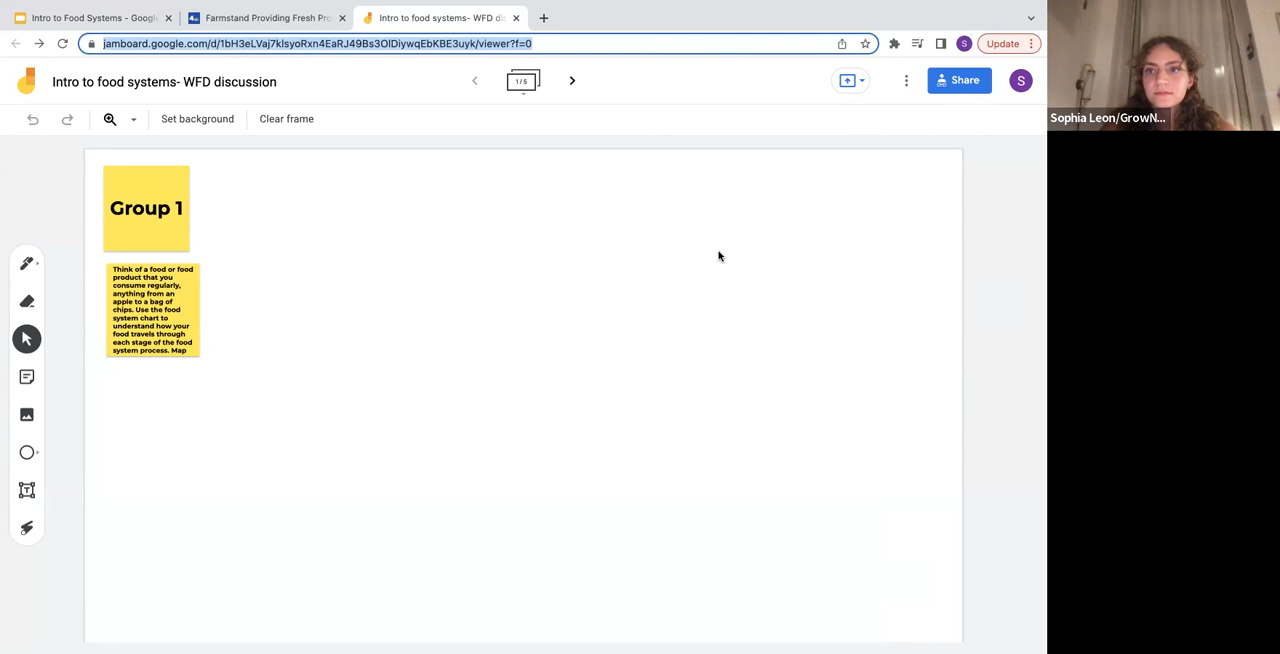 Intro to Food Systems - Google
Farmstand Providing Fresh Pro
Intro to food systems- WFD di
jamboard.google.com/d/1bH3eLVaj7klsyoRxn4EaRJ49Bs3OlDiywqEbKBE3uyk/viewer?f=0
S
Update
Intro to food systems- WFD discussion
1 / 5
Share
S
Set background
Clear frame
Group 1
Think of a food or food
product that you
consume regularly,
anything from an
apple to a bag of
chips. Use the food
system chart to
understand how your
food travels through
each stage of the food
system process. Map
Sophia Leon/GrowN...